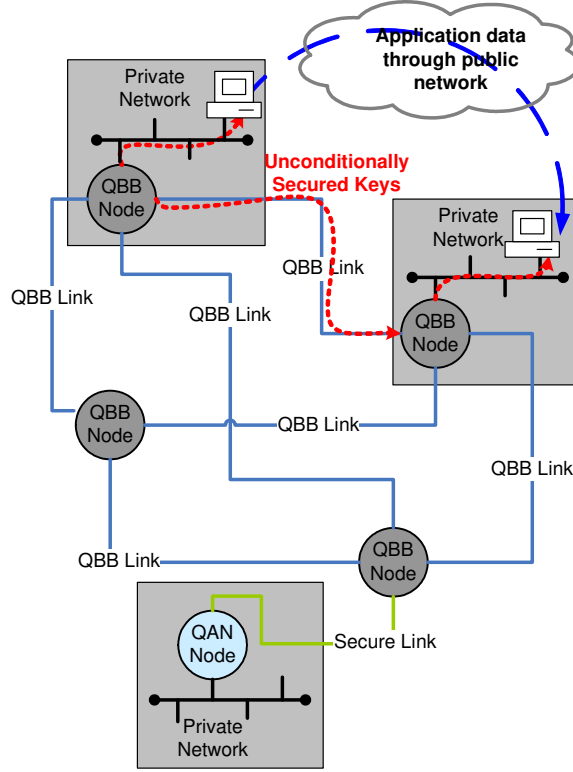 Application data
through public
network
Private
Network
Unconditionally
Secured Keys
QBB
Node
Private
Network
QBB Link
QBB Link
QBB Link
QBB
Node
QBB
Node
QBB Link
QBB Link
QBB Link
QBB
Node
QAN
Node
Secure Link
Private
Network